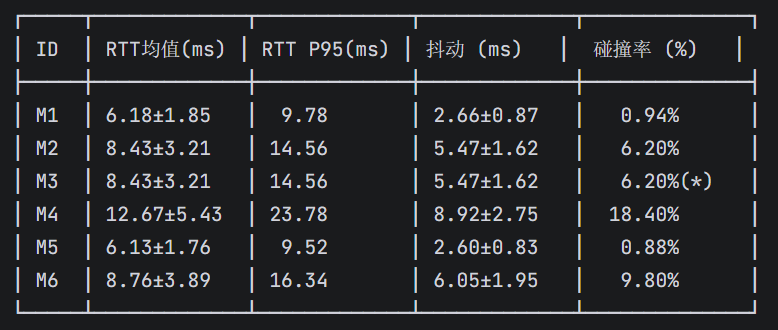 ID RTT均值(ms) RTT P95(ms) 抖动 (ms) 碰撞率 (%)
M1 6.18±1.85 9.78 2.66±0.87 0.94%
M2 8.43±3.21 14.56 5.47±1.62 6.20%
M3 8.43±3.21 14.56 5.47±1.62 6.20%(*)
M4 12.67±5.43 23.78 8.92±2.75 18.40%
M5 6.13±1.76 9.52 2.60±0.83 0.88%
M6 8.76±3.89 16.34 6.05±1.95 9.80%